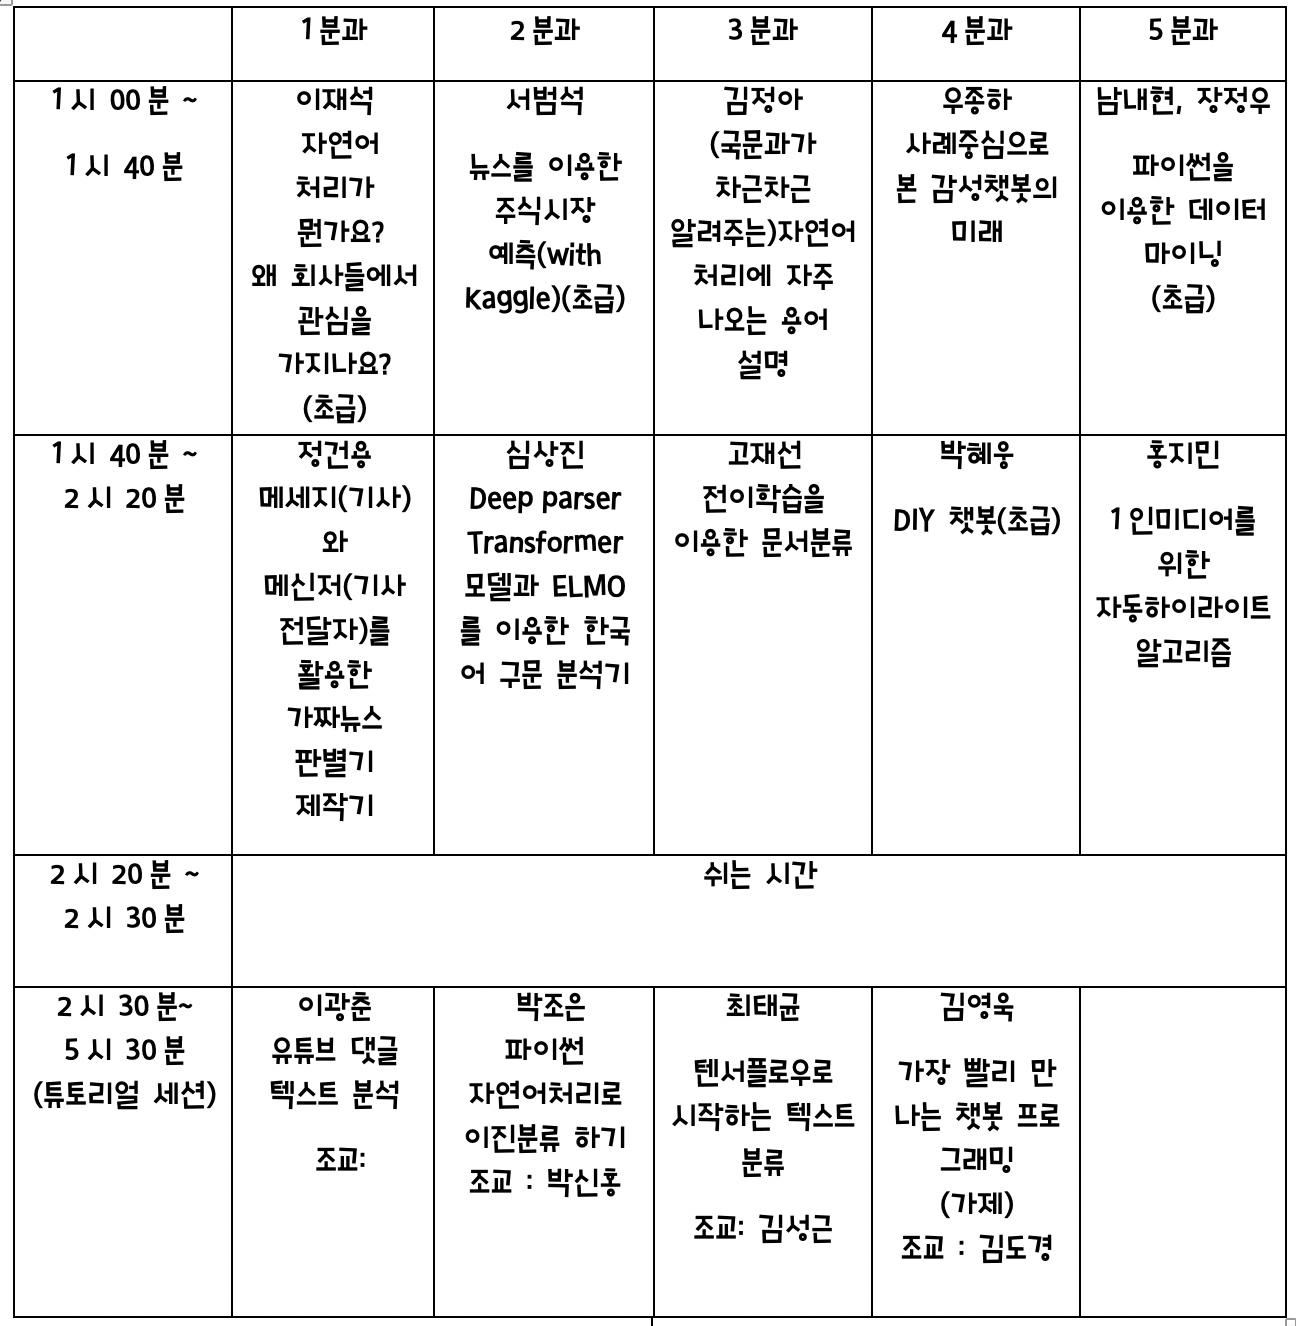 1분과
2 분과
3 분과
4 분과
5 분과
1시 00분 ~
1시 40분
이재석
자연어
처리가
뭔가요?
왜 회사들에서
관심을
가지나요?
(초급)
서범석
뉴스를 이용한
주식시장
예측(with
Kaggle)(초급)
김정아
(국문과가
차근차근
알려주는)자연어
처리에 자주
나오는 용어
설명
우종하
사례중심으로
본 감성챗봇의
미래
남내현, 장정우
파이썬을
이용한 데이터
마이닝
(초급)
1시 40분 ~
2시 20분
정건용
메세지(기사)
와
메신저(기사
전달자)를
활용한
가짜뉴스
판별기
제작기
심상진
Deep parser
Transformer
모델과 ELMO
를 이용한 한국
어 구문 분석기
고재선
전이학습을
이용한 문서분류
박혜웅
DIY 챗봇(초급)
홍지민
1인미디어를
위한
자동하이라이트
알고리즘
2시 20분 ~
2시 30분
쉬는 시간
2시 30분~
5시 30분
(튜토리얼 세션)
이광춘
유튜브 댓글
텍스트 분석
조교:
박조은
파이썬
자연어처리로
이진분류 하기
조교 : 박신홍
최태균
텐서플로우로
시작하는 텍스트
분류
조교: 김성근
김영욱
가장 빨리 만
나는 챗봇 프로
그래밍
(가제)
조교 : 김도경